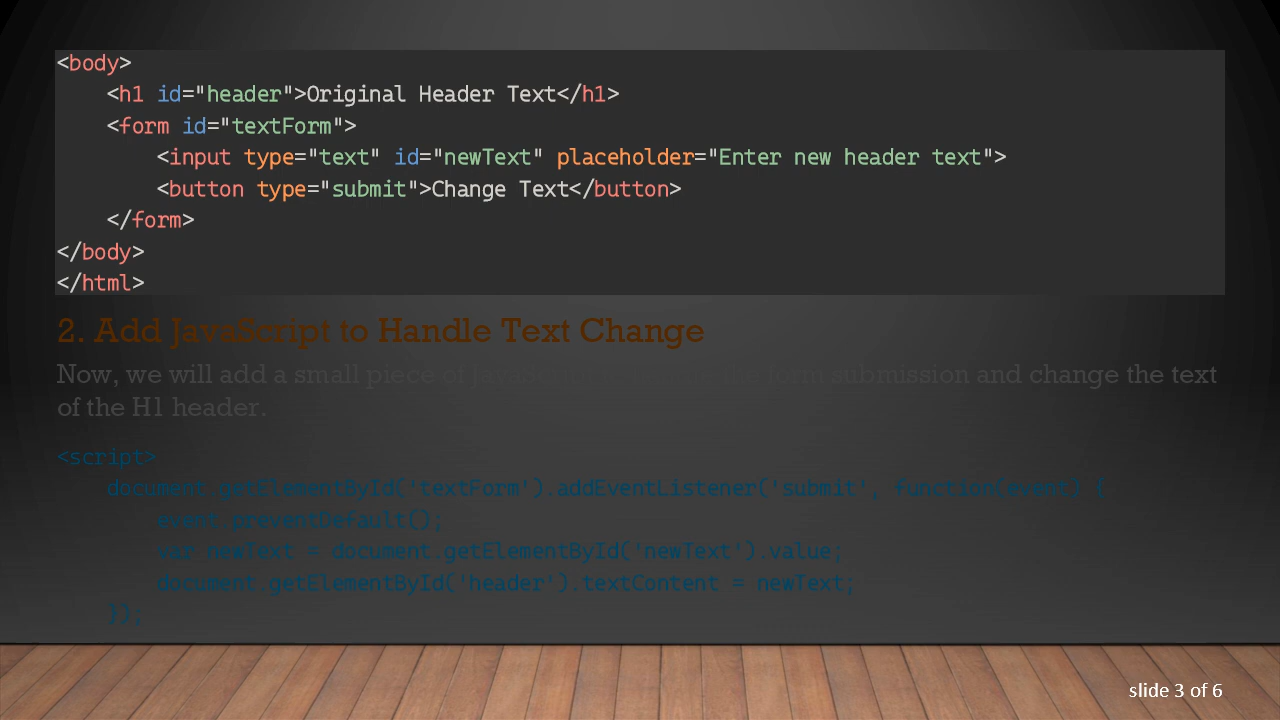 <body>
    <h1 id="header">Original Header Text</h1>
    <form id="textForm">
        <input type="text" id="newText" placeholder="Enter new header text">
        <button type="submit">Change Text</button>
    </form>
</body>
</html>
2. Add JavaScript to Handle Text Change
Now, we will add a small piece of JavaScript to handle the form submission and change the text
of the H1 header.
<script>
    document.getElementById('textForm').addEventListener('submit', function(event) {
        event.preventDefault();
        var newText = document.getElementById('newText').value;
        document.getElementById('header').textContent = newText;
    });
slide 3 of 6